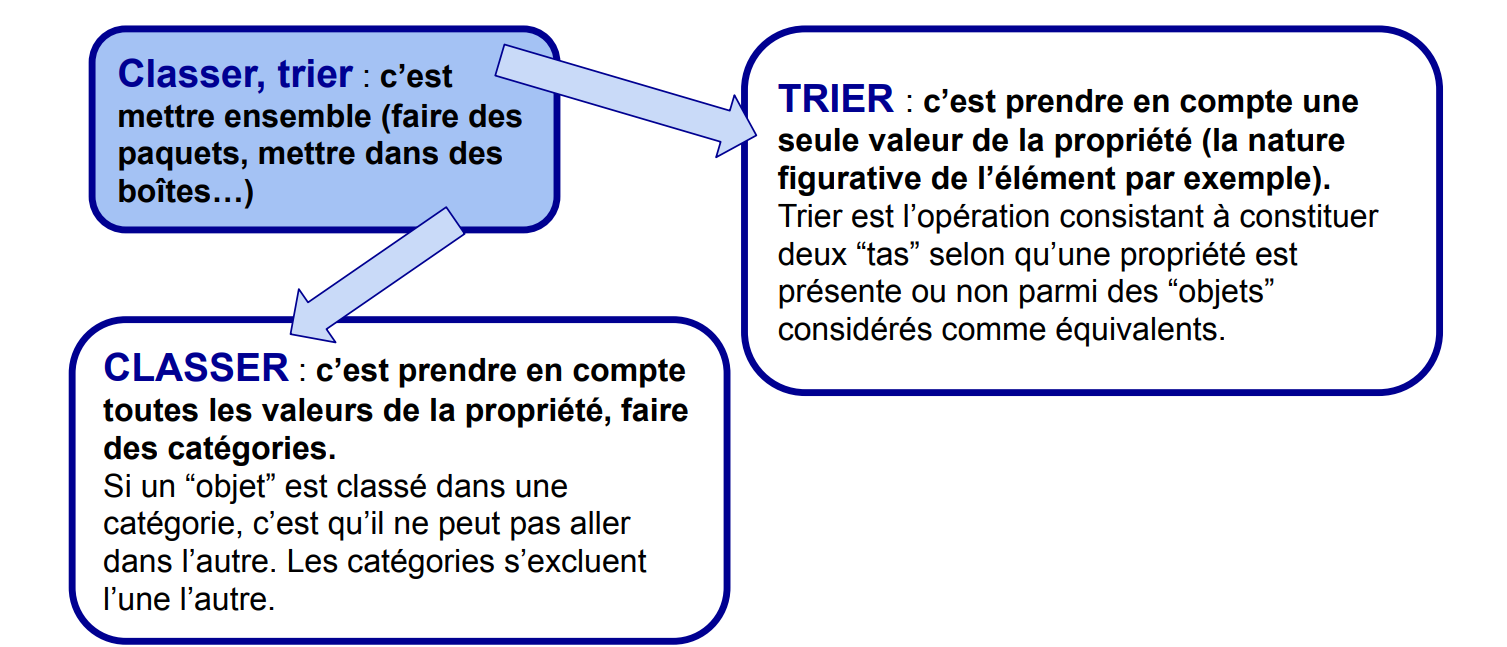 Classer, trier : c’est
mettre ensemble (faire des
paquets, mettre dans des
boîtes…)
TRIER : c’est prendre en compte une
seule valeur de la propriété (la nature
figurative de l’élément par exemple).
Trier est l’opération consistant à constituer
deux “tas” selon qu’une propriété est
présente ou non parmi des “objets”
considérés comme équivalents.
CLASSER : c’est prendre en compte
toutes les valeurs de la propriété, faire
des catégories.
Si un “objet” est classé dans une
catégorie, c’est qu’il ne peut pas aller
dans l’autre. Les catégories s’excluent
l’une l’autre.